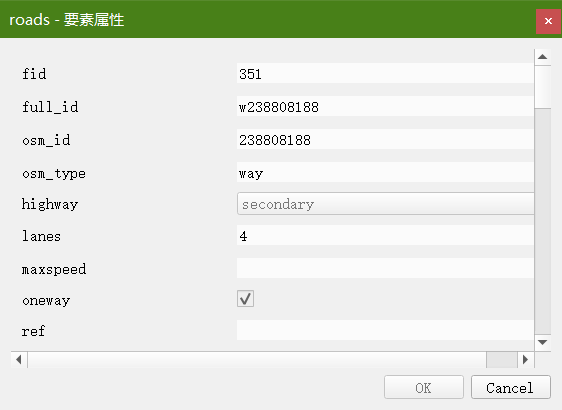 roads - 要素属性
fid 351
full_id w238808188
osm_id 238808188
osm_type way
highway secondary
lanes 4
maxspeed
oneway
ref
OK Cancel